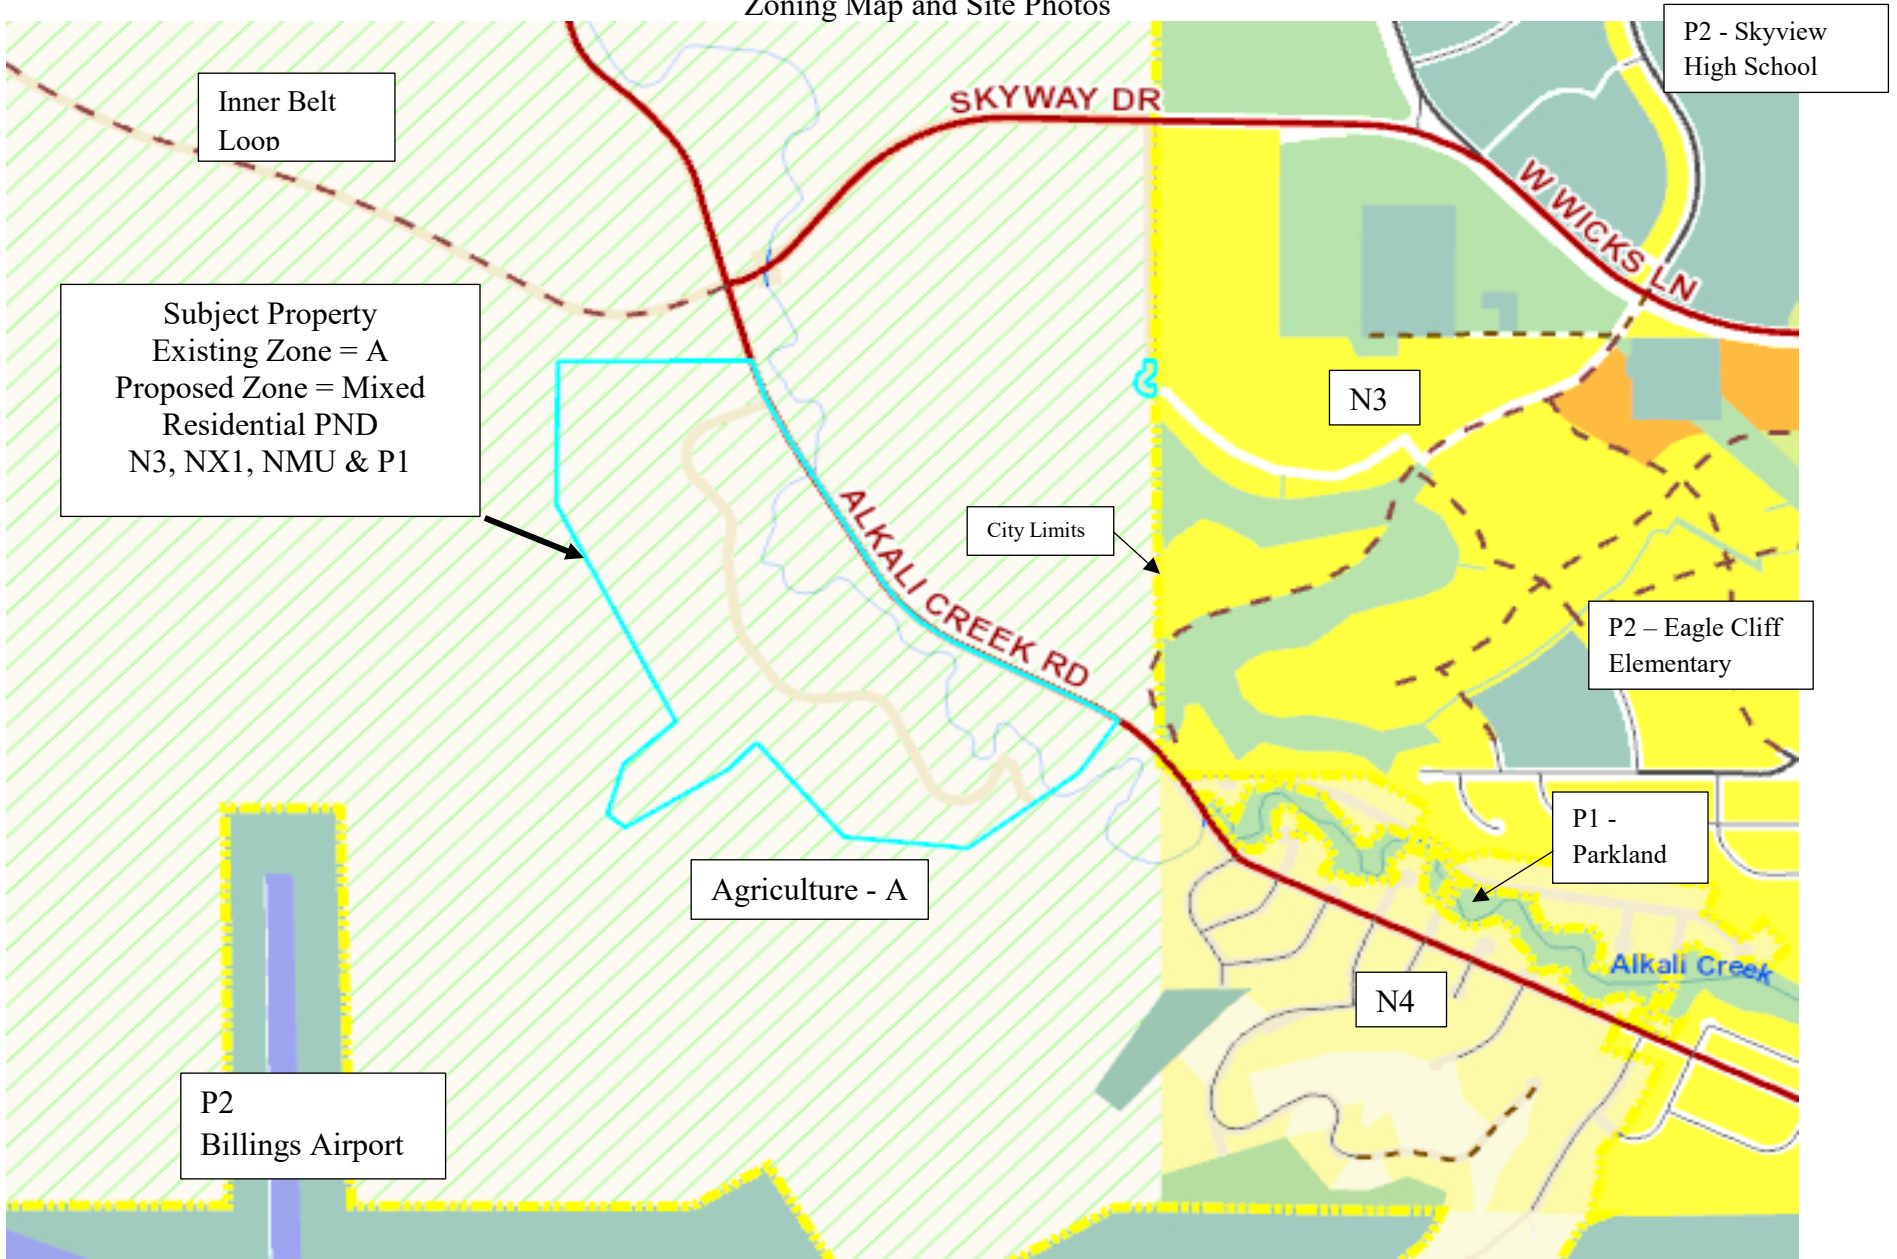 Zoning Map and Site Photos
P2 - Skyview
High School
Inner Belt
Loop
SKYWAY DR
W WICKS LN
Subject Property
Existing Zone = A
Proposed Zone = Mixed
Residential PND
N3, NX1, NMU & P1
N3
ALKALI CREEK RD
City Limits
P2 – Eagle Cliff
Elementary
P1 -
Parkland
Agriculture - A
Alkali Creek
N4
P2
Billings Airport